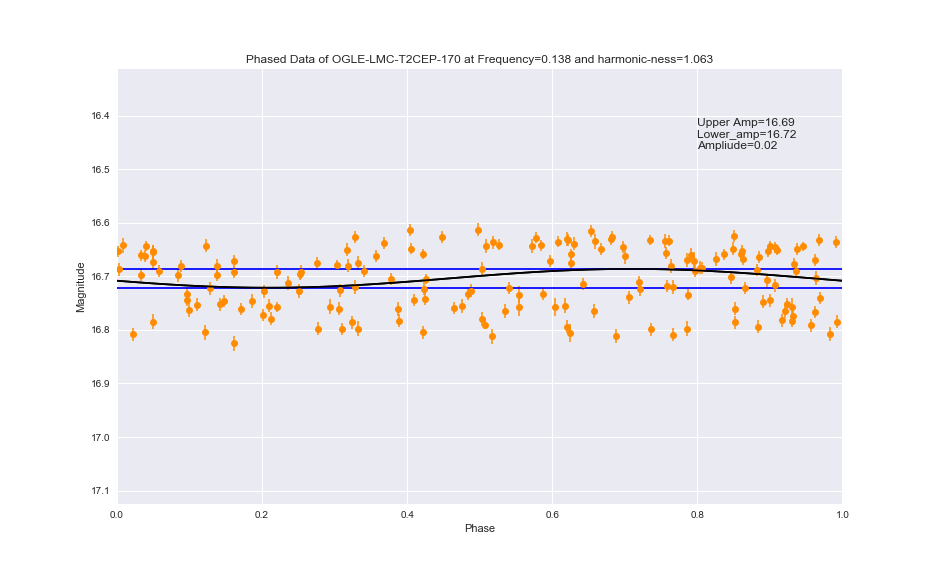 Phased Data of OGLE-LMC-T2CEP-170 at Frequency=0.138 and harmonic-ness=1.063
Upper Amp=16.69
Lower_amp=16.72
Ampliude=0.02
16.4
16.5
16.6
16.7
16.8
16.9
17.0
17.1
Magnitude
0.0 0.2 0.4 0.6 0.8 1.0
Phase